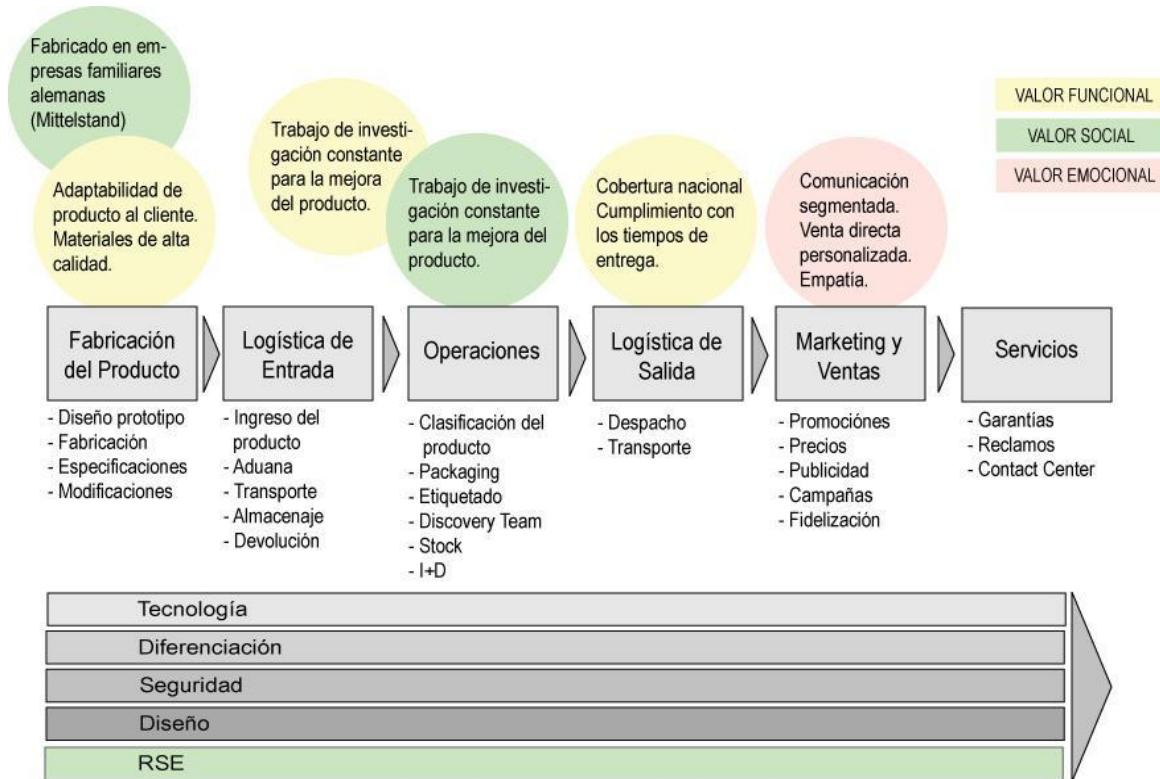 Fabricado en em-
presas familiares
alemanas
(Mittelstand)
Adaptabilidad de
producto al cliente.
Materiales de alta
calidad.
Trabajo de investi-
gación constante
para la mejora
del producto.
Trabajo de investi-
gación constante
para la mejora del
producto.
Cobertura nacional
Cumplimiento con
los tiempos de
entrega.
Comunicación
segmentada.
Venta directa
personalizada.
Empatía.
VALOR FUNCIONAL
VALOR SOCIAL
VALOR EMOCIONAL
Fabricación
del Producto
- Diseño prototipo
- Fabricación
- Especificaciones
- Modificaciones
Logística de
Entrada
- Ingreso del
producto
- Aduana
- Transporte
- Almacenaje
- Devolución
Operaciones
- Clasificación del
producto
- Packaging
- Etiquetado
- Discovery Team
- Stock
- I+D
Logística de
Salida
- Despacho
- Transporte
Marketing y
Ventas
- Promociónes
- Precios
- Publicidad
- Campañas
- Fidelización
Servicios
- Garantías
- Reclamos
- Contact Center
Tecnología
Diferenciación
Seguridad
Diseño
RSE